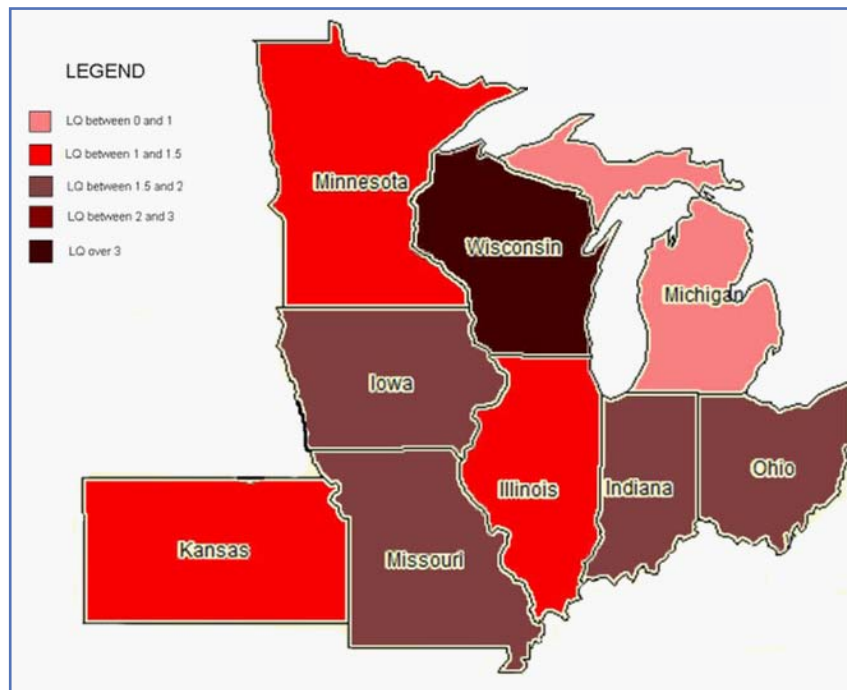 LEGEND
LQ between 0 and 1
LQ between 1 and 1.5
LQ between 1.5 and 2
LQ between 2 and 3
LQ over 3
Minnesota
Wisconsin
Michigan
Iowa
Illinois
Indiana
Ohio
Kansas
Missouri